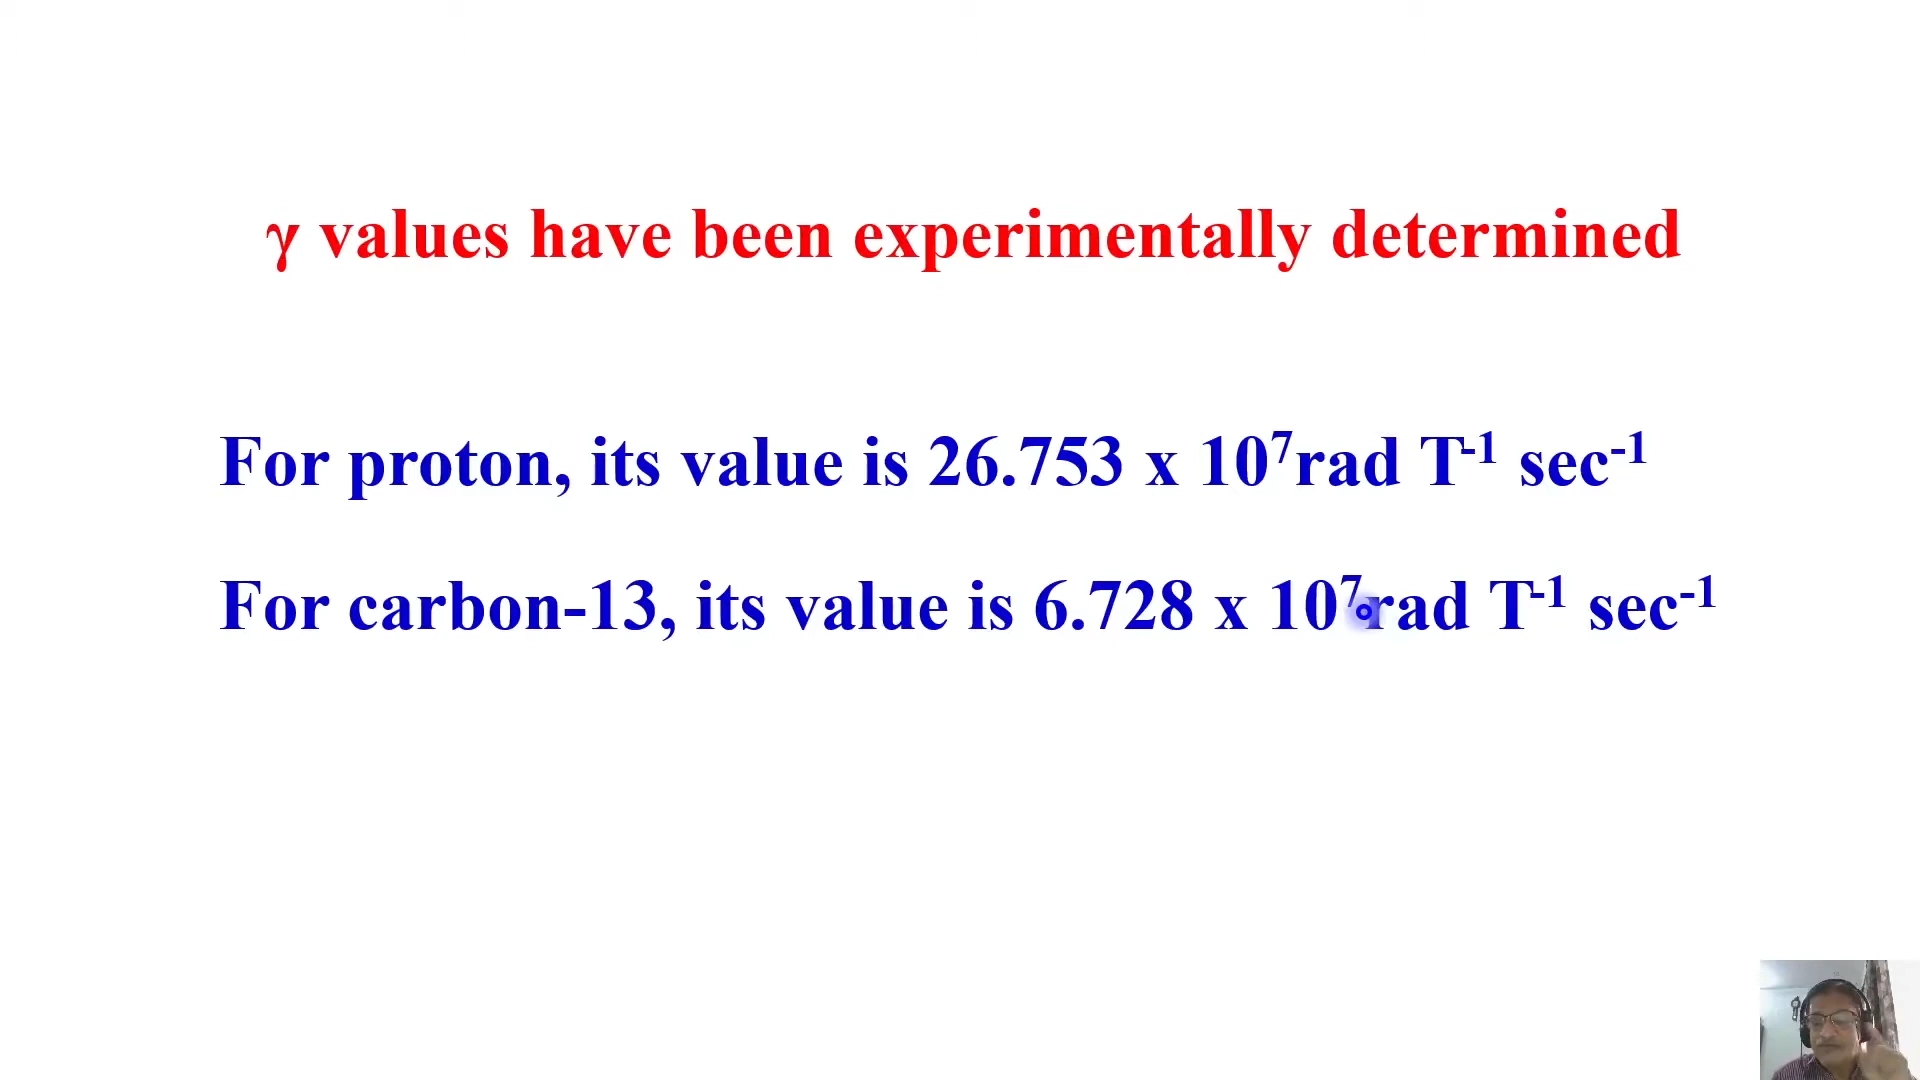 γ values have been experimentally determined
For proton, its value is 26.753 x 10⁷rad T⁻¹ sec⁻¹
For carbon-13, its value is 6.728 x 10⁷rad T⁻¹ sec⁻¹